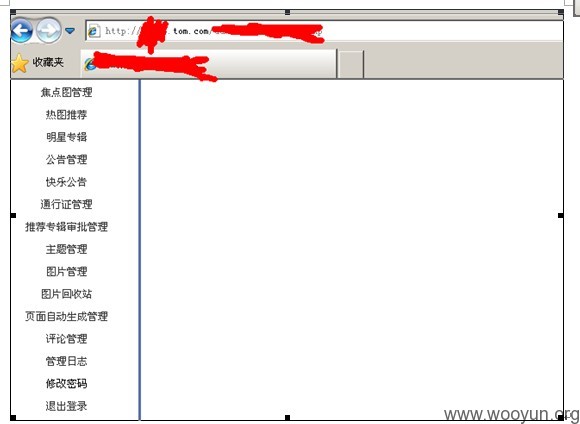 http://
.tom.com/
收藏夹
焦点图管理
热图推荐
明星专辑
公告管理
快乐公告
通行证管理
推荐专辑审批管理
主题管理
图片管理
图片回收站
页面自动生成管理
评论管理
管理日志
修改密码
退出登录
www.wooyun.org